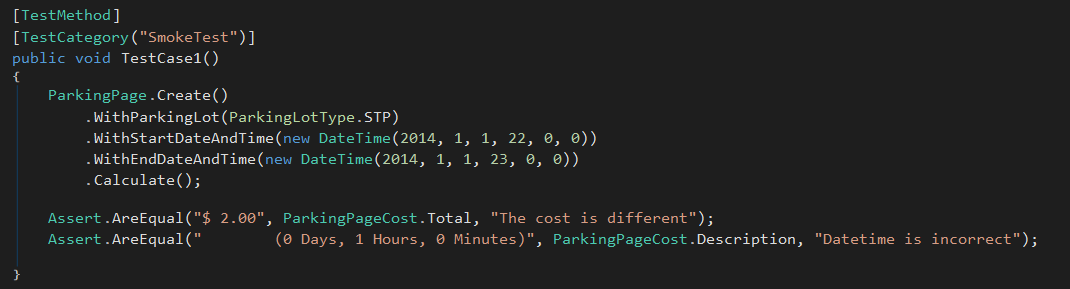 [TestMethod]
[TestCategory("SmokeTest")]
public void TestCase1()
{
    ParkingPage.Create()
        .WithParkingLot(ParkingLotType.STP)
        .WithStartDateAndTime(new DateTime(2014, 1, 1, 22, 0, 0))
        .WithEndDateAndTime(new DateTime(2014, 1, 1, 23, 0, 0))
        .Calculate();

    Assert.AreEqual("$ 2.00", ParkingPageCost.Total, "The cost is different");
    Assert.AreEqual("        (0 Days, 1 Hours, 0 Minutes)", ParkingPageCost.Description, "Datetime is incorrect");

}